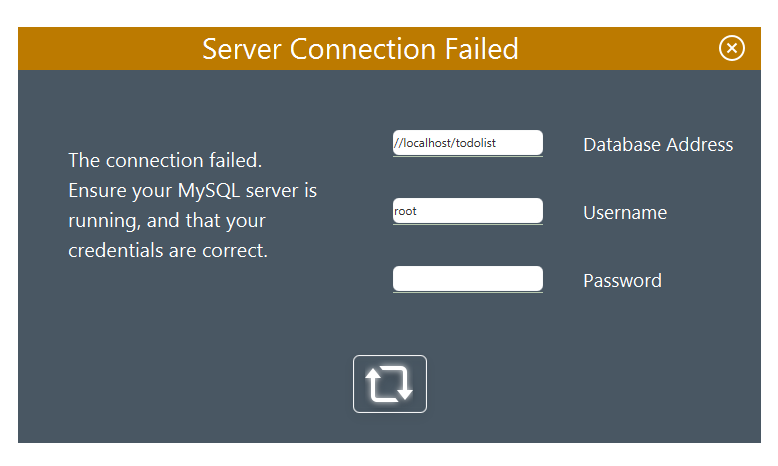 Server Connection Failed
The connection failed.
Ensure your MySQL server is
running, and that your
credentials are correct.
//localhost/todolist
Database Address
root
Username
Password